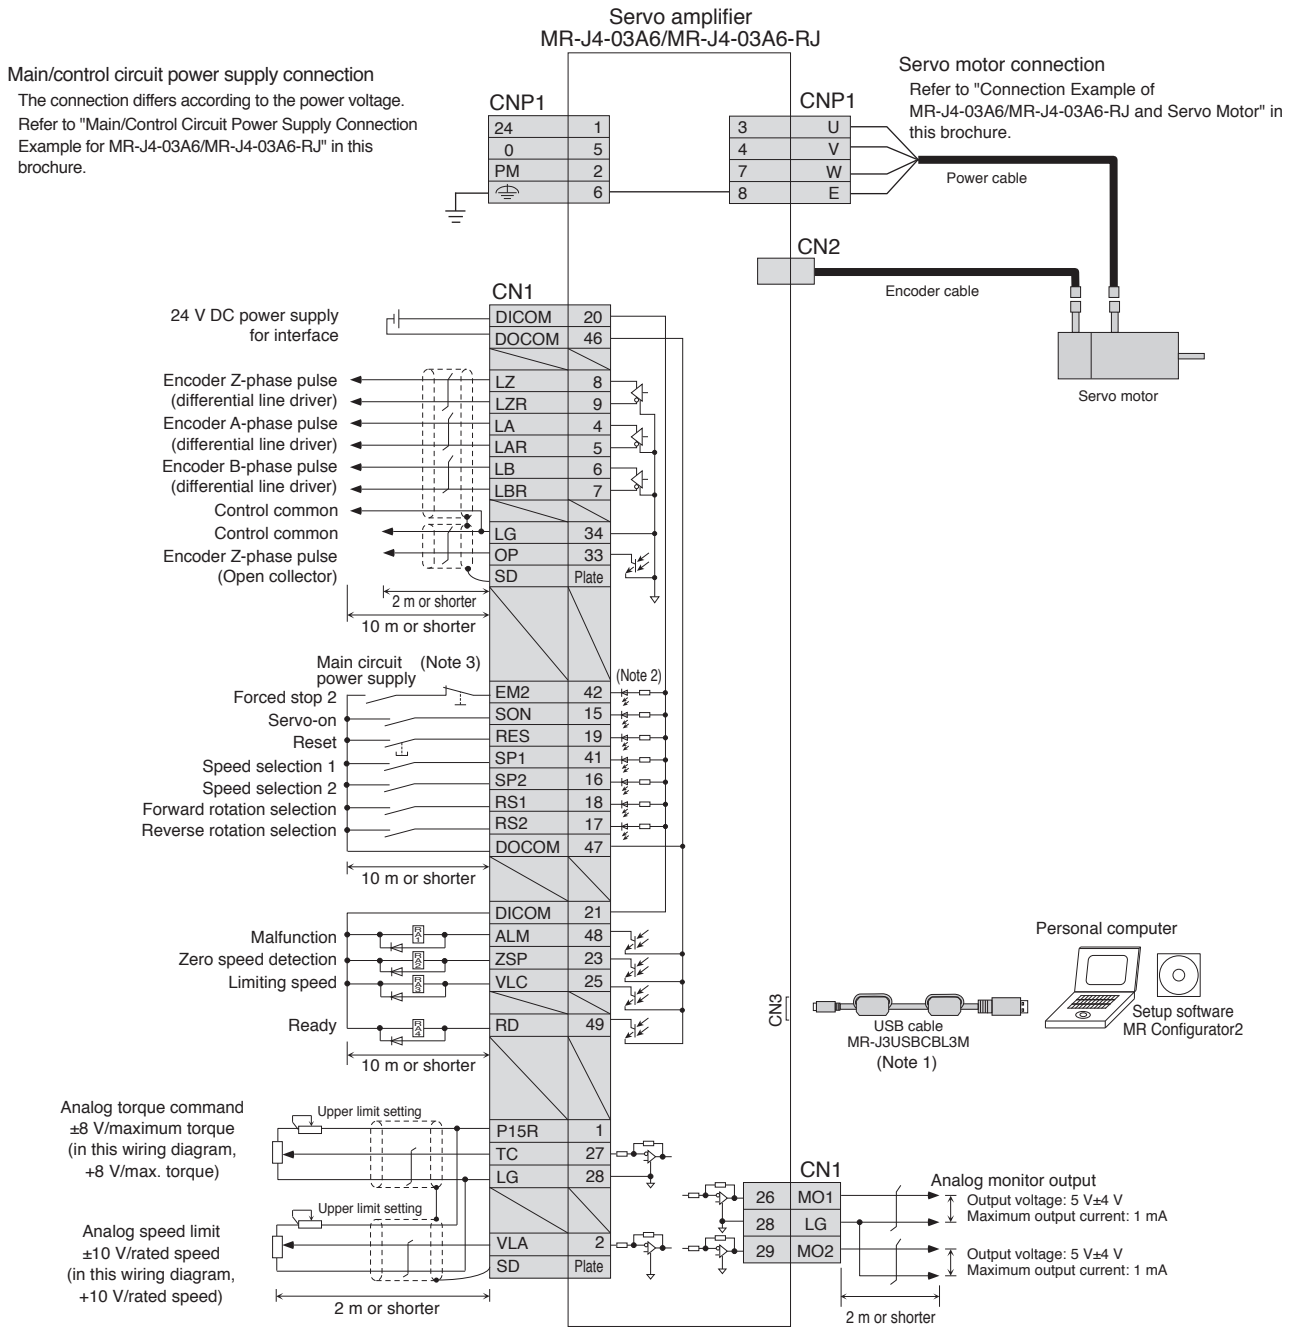 Servo amplifier
MR-J4-03A6/MR-J4-03A6-RJ
Main/control circuit power supply connection
The connection differs according to the power voltage.
Refer to "Main/Control Circuit Power Supply Connection
Example for MR-J4-03A6/MR-J4-03A6-RJ" in this
brochure.
CNP1
24 1
0 5
PM 2
6
CNP1
3 U
4 V
7 W
8 E
Servo motor connection
Refer to "Connection Example of
MR-J4-03A6/MR-J4-03A6-RJ and Servo Motor" in
this brochure.
Power cable
CN2
Encoder cable
Servo motor
CN1
24 V DC power supply
for interface
DICOM 20
DOCOM 46
Encoder Z-phase pulse
(differential line driver)
LZ 8
LZR 9
Encoder A-phase pulse
(differential line driver)
LA 4
LAR 5
Encoder B-phase pulse
(differential line driver)
LB 6
LBR 7
Control common
Control common
LG 34
Encoder Z-phase pulse
(Open collector)
OP 33
SD Plate
2 m or shorter
10 m or shorter
Main circuit
power supply
(Note 3)
(Note 2)
Forced stop 2 EM2 42
Servo-on SON 15
Reset RES 19
Speed selection 1 SP1 41
Speed selection 2 SP2 16
Forward rotation selection RS1 18
Reverse rotation selection RS2 17
DOCOM 47
10 m or shorter
DICOM 21
Malfunction RA1 ALM 48
Zero speed detection RA2 ZSP 23
Limiting speed RA3 VLC 25
Ready RA4 RD 49
10 m or shorter
CN3
USB cable
MR-J3USBCBL3M
(Note 1)
Personal computer
Setup software
MR Configurator2
Analog torque command
±8 V/maximum torque
(in this wiring diagram,
+8 V/max. torque)
Upper limit setting
P15R 1
TC 27
LG 28
Analog speed limit
±10 V/rated speed
(in this wiring diagram,
+10 V/rated speed)
Upper limit setting
VLA 2
SD Plate
2 m or shorter
CN1
26 MO1
28 LG
29 MO2
Analog monitor output
Output voltage: 5 V±4 V
Maximum output current: 1 mA
Output voltage: 5 V±4 V
Maximum output current: 1 mA
2 m or shorter